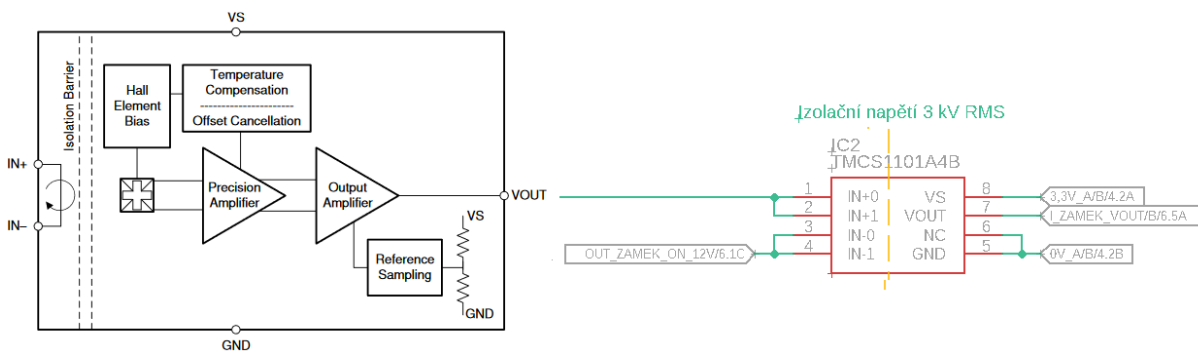 VS
Isolation Barrier
Hall
Element
Bias
Temperature
Compensation
Offset Cancellation
IN+
IN–
Precision
Amplifier
Output
Amplifier
VOUT
VS
Reference
Sampling
GND
GND
Izolační napětí 3 kV RMS
IC2
TMCS1101A4B
1 IN+0 VS 8 3,3V_A/B/4.2A
2 IN+1 VOUT 7 I_ZAMEK_VOUT/B/6.5A
3 IN-0 NC 6
OUT_ZAMEK_ON_12V/6.1C 4 IN-1 GND 5 0V_A/B/4.2B